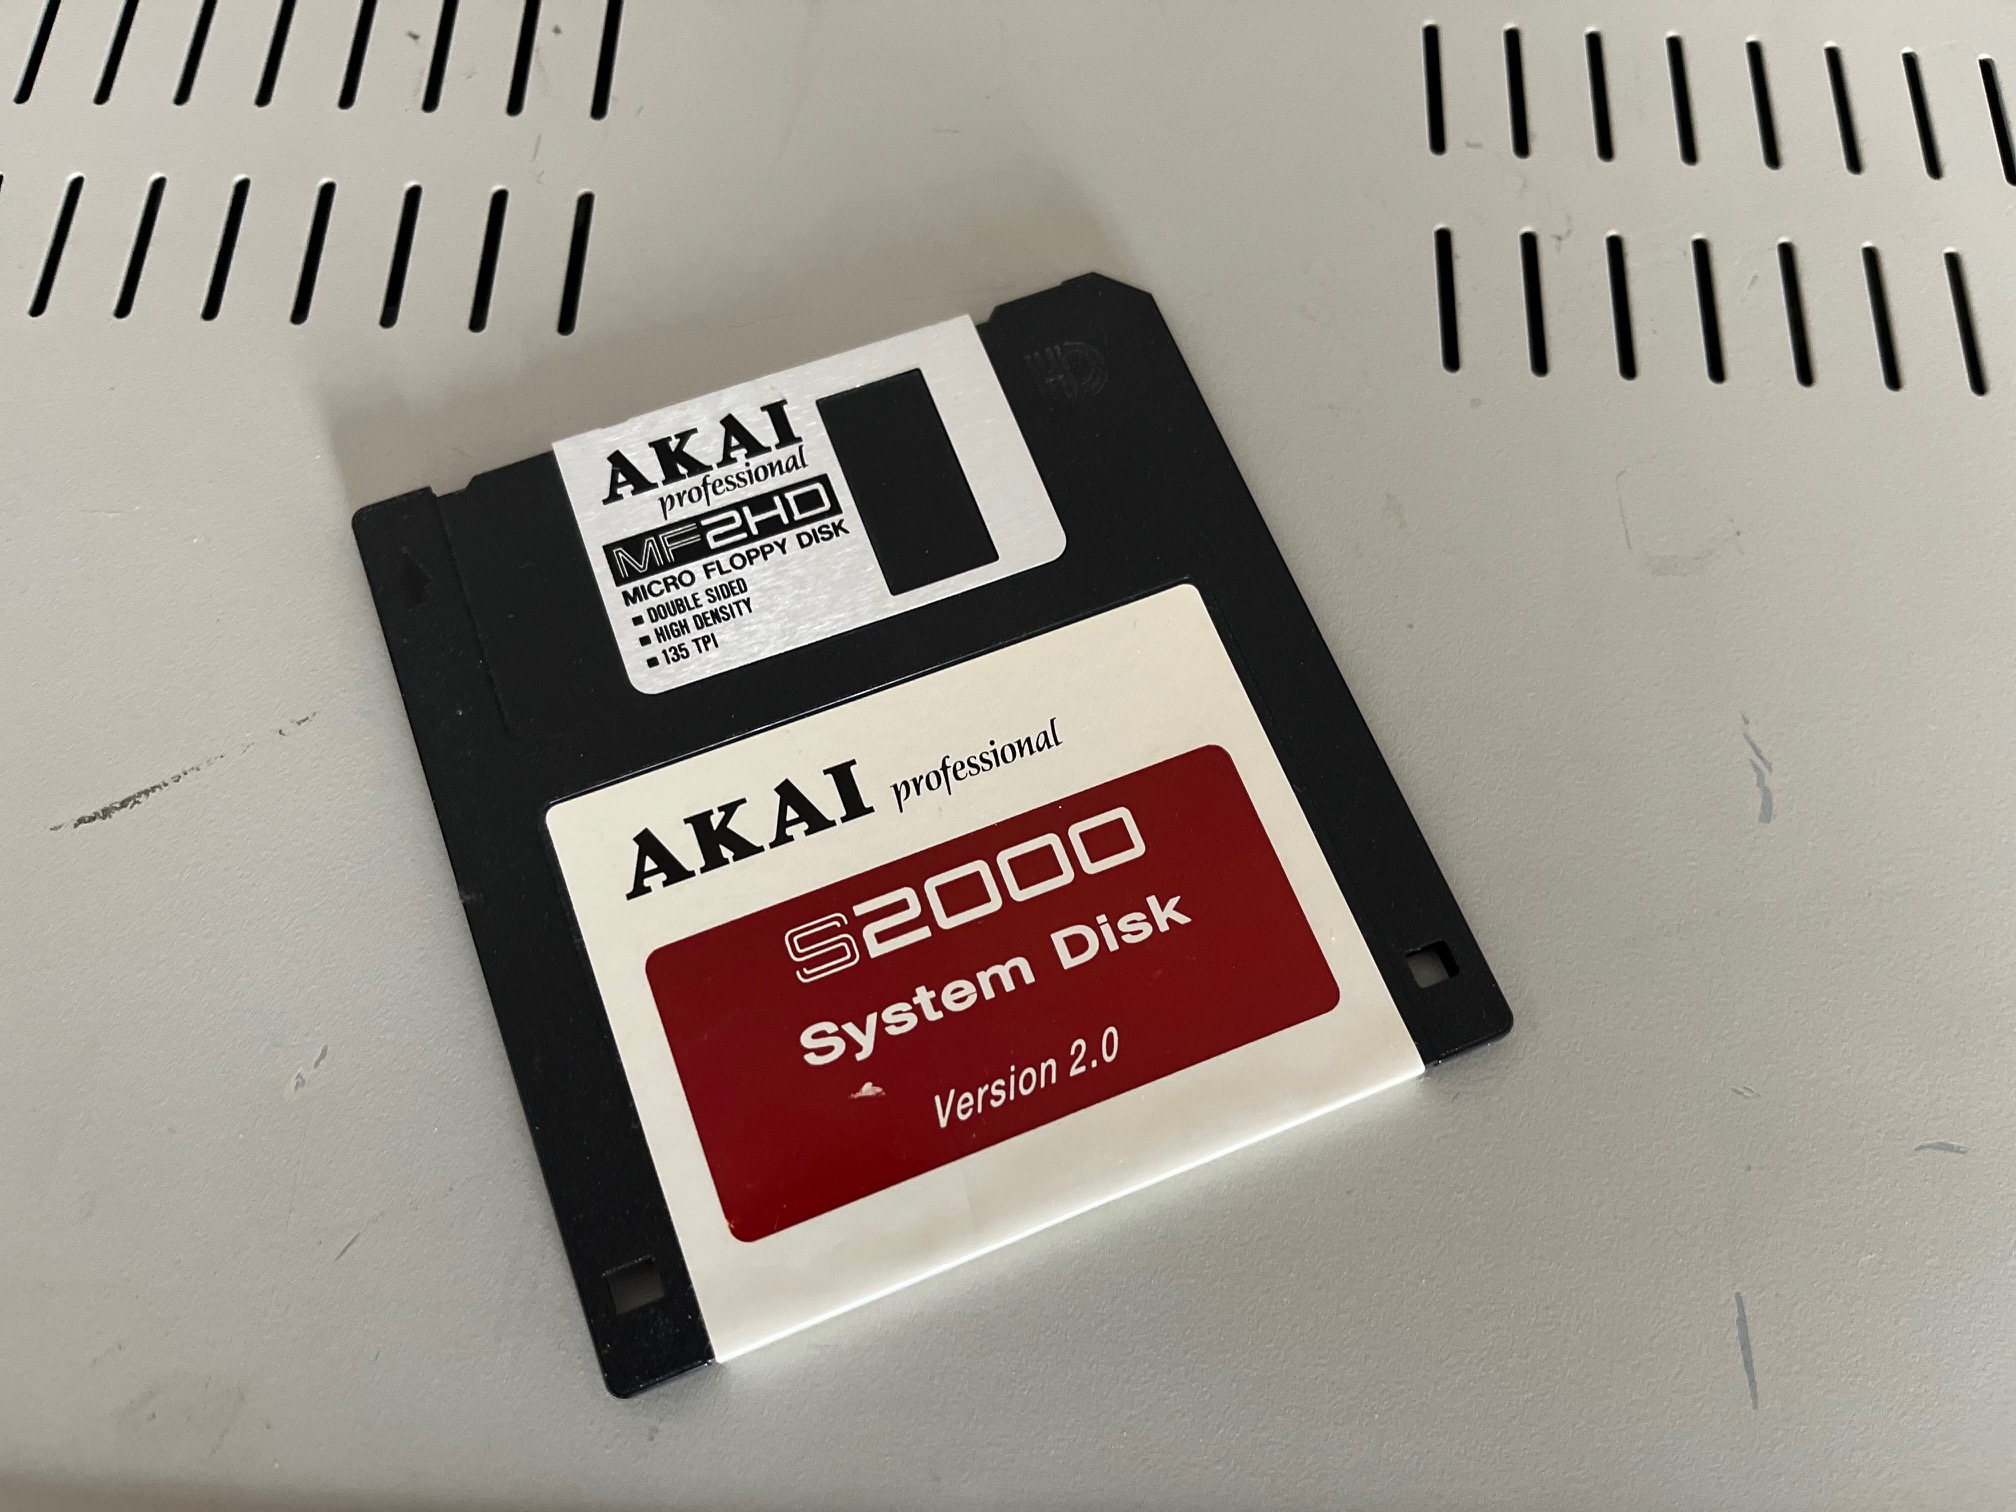 HD
AKAI
professional
MF2HD
MICRO FLOPPY DISK
■ DOUBLE SIDED
■ HIGH DENSITY
■ 135 TPI
AKAI professional
S2000
System Disk
Version 2.0